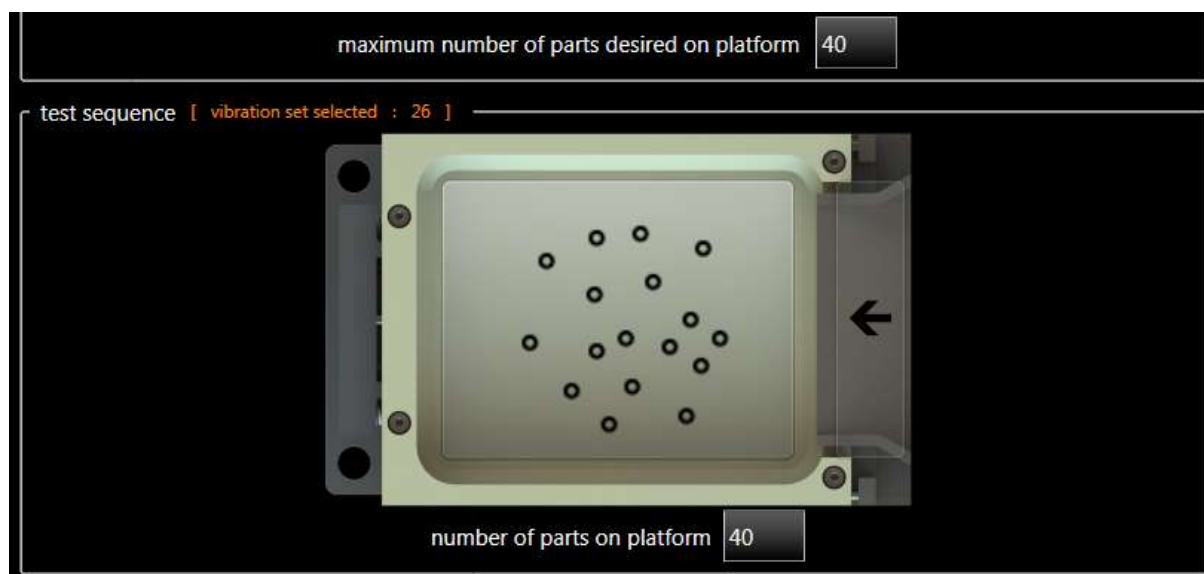 maximum number of parts desired on platform 40
test sequence [ vibration set selected : 26 ]
number of parts on platform 40